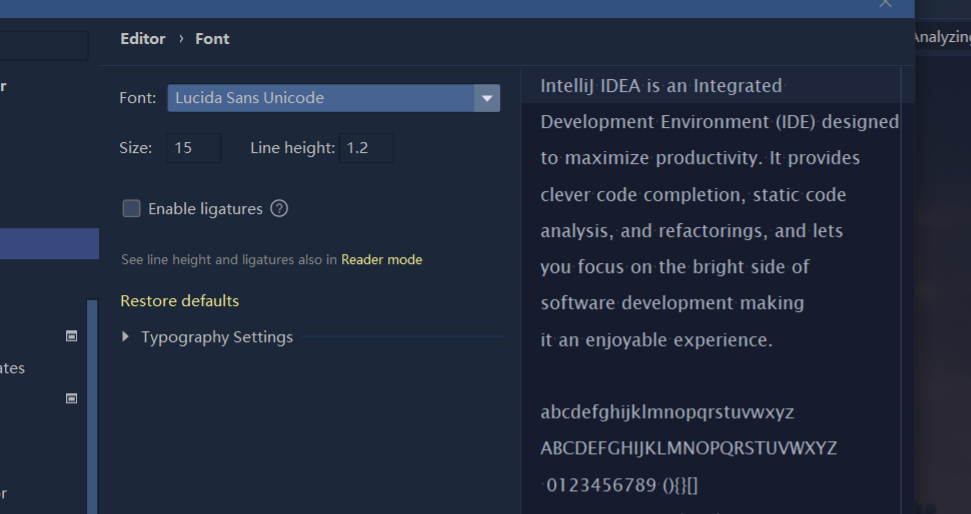 Analyzing
Editor › Font
r
Font: Lucida Sans Unicode
Size: 15 Line height: 1.2
Enable ligatures ?
See line height and ligatures also in Reader mode
Restore defaults
Typography Settings
ates
or
IntelliJ IDEA is an Integrated
Development Environment (IDE) designed
to maximize productivity. It provides
clever code completion, static code
analysis, and refactorings, and lets
you focus on the bright side of
software development making
it an enjoyable experience.
abcdefghijklmnopqrstuvwxyz
ABCDEFGHIJKLMNOPQRSTUVWXYZ
0123456789 (){}[]